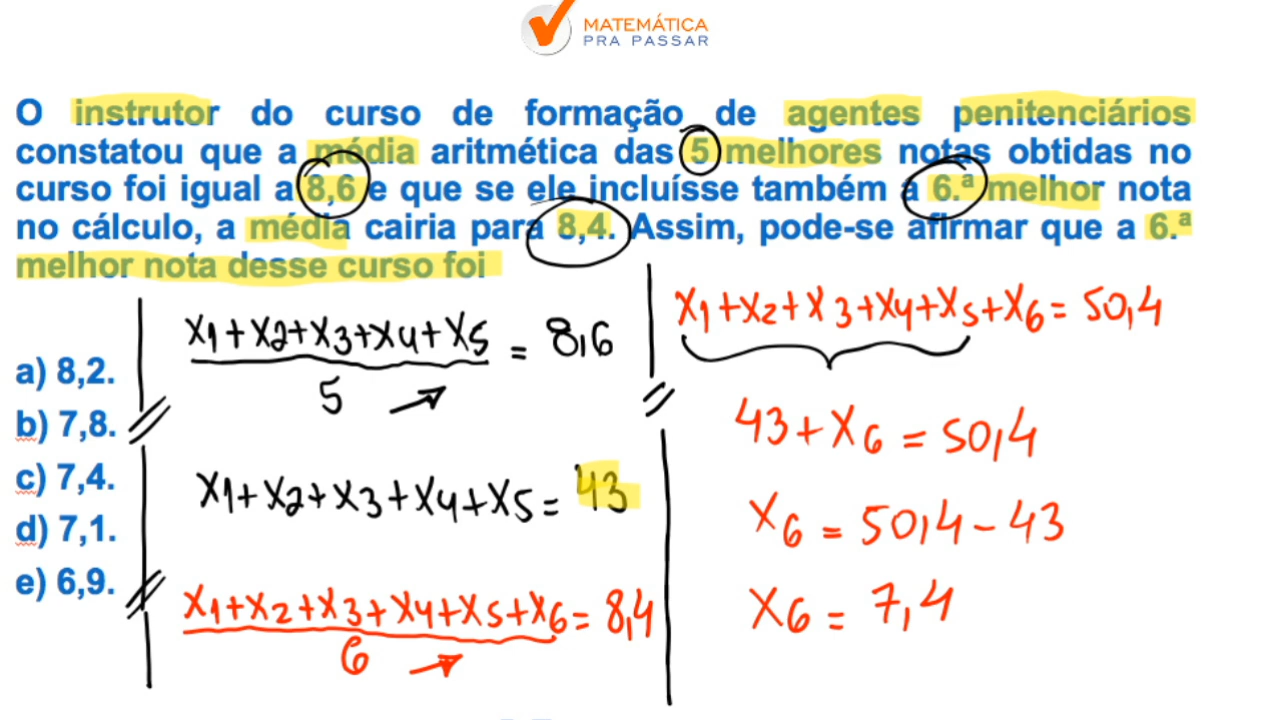 MATEMÁTICA
PRA PASSAR
O instrutor do curso de formação de agentes penitenciários
constatou que a média aritmética das 5 melhores notas obtidas no
curso foi igual a 8,6 e que se ele incluísse também a 6.ª melhor nota
no cálculo, a média cairia para 8,4. Assim, pode-se afirmar que a 6.ª
melhor nota desse curso foi
a) 8,2.
b) 7,8.
c) 7,4.
d) 7,1.
e) 6,9.
x1+x2+x3+x4+x5 = 8,6
5
x1+x2+x3+x4+x5 = 43
x1+x2+x3+x4+x5+x6 = 8,4
6
x1+x2+x3+x4+x5+x6 = 50,4
43+x6 = 50,4
x6 = 50,4-43
x6 = 7,4